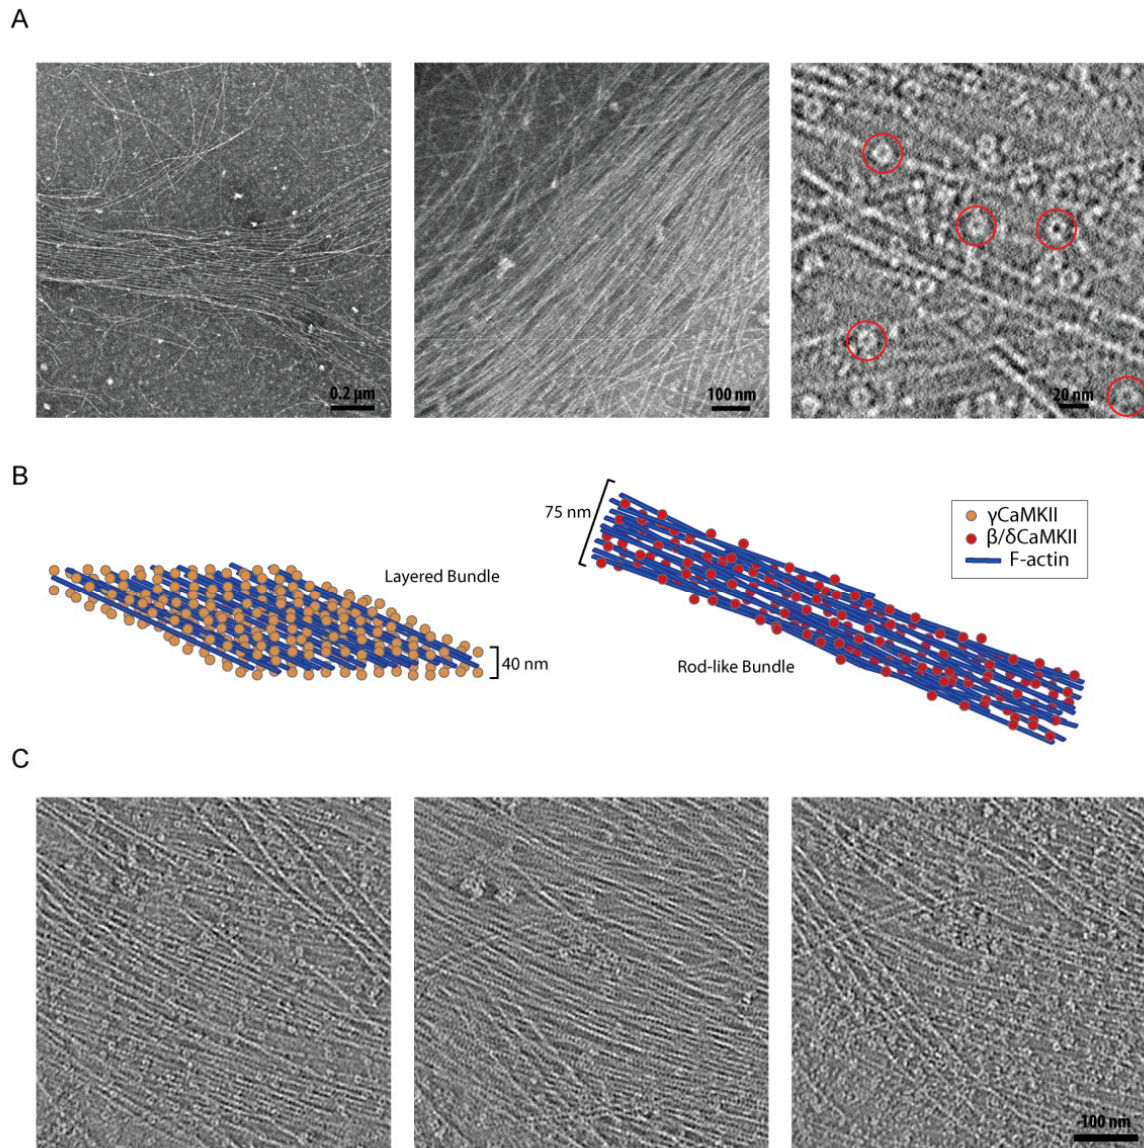 A
0.2 μm
100 nm
20 nm
B
Layered Bundle
40 nm
75 nm
Rod-like Bundle
γCaMKII
β/δCaMKII
F-actin
C
100 nm